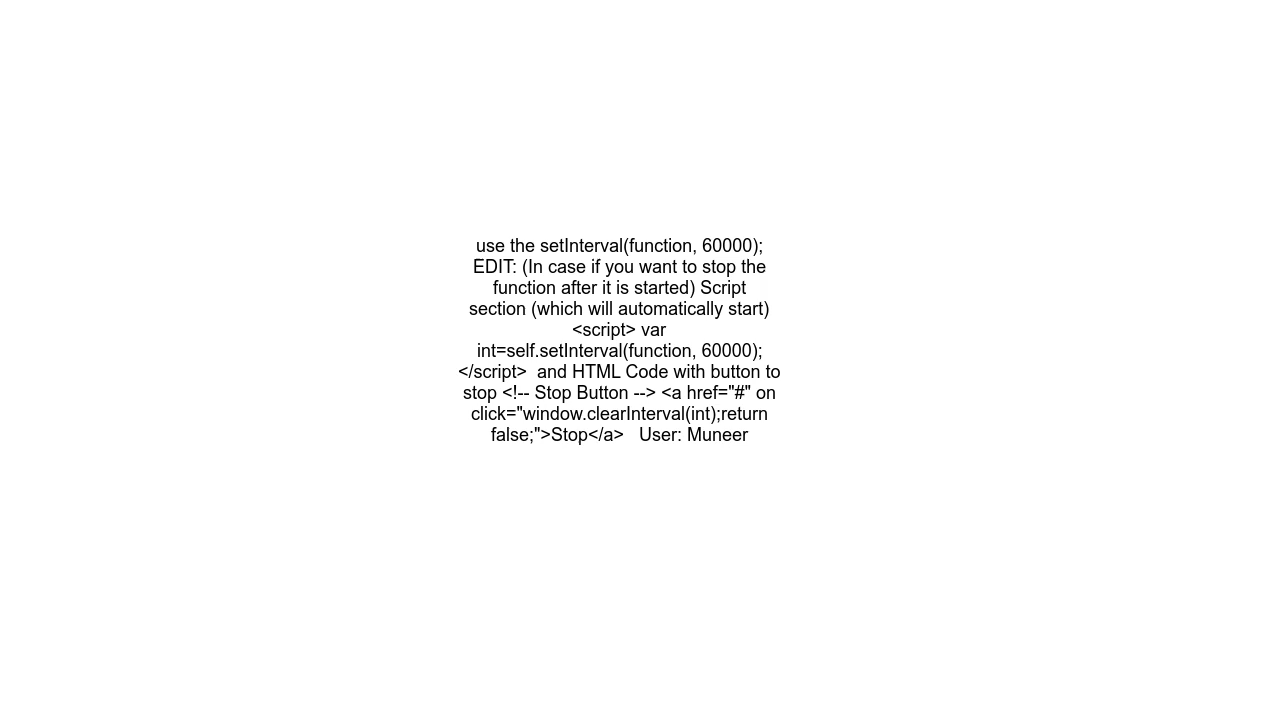 use the setInterval(function, 60000);
EDIT: (In case if you want to stop the
function after it is started) Script
section (which will automatically start)
<script> var
int=self.setInterval(function, 60000);
</script>  and HTML Code with button to
stop <!-- Stop Button --> <a href="#" on
click="window.clearInterval(int);return
false;">Stop</a>   User: Muneer